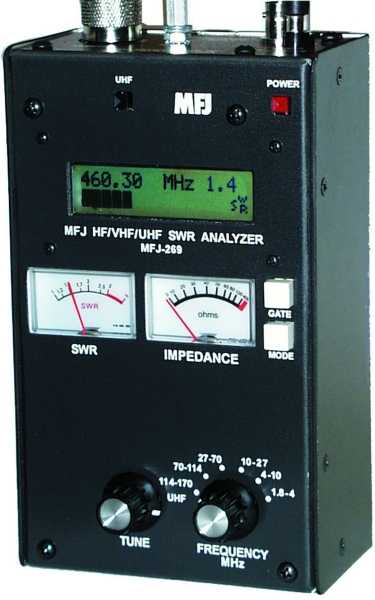 UHF
MFJ
POWER
460.30 MHz 1.4
SWR
MFJ HF/VHF/UHF SWR ANALYZER
MFJ-269
SWR
ohms
GATE
SWR
IMPEDANCE
MODE
27-70
10-27
70-114
4-10
114-170
1.8-4
UHF
TUNE
FREQUENCY
MHz